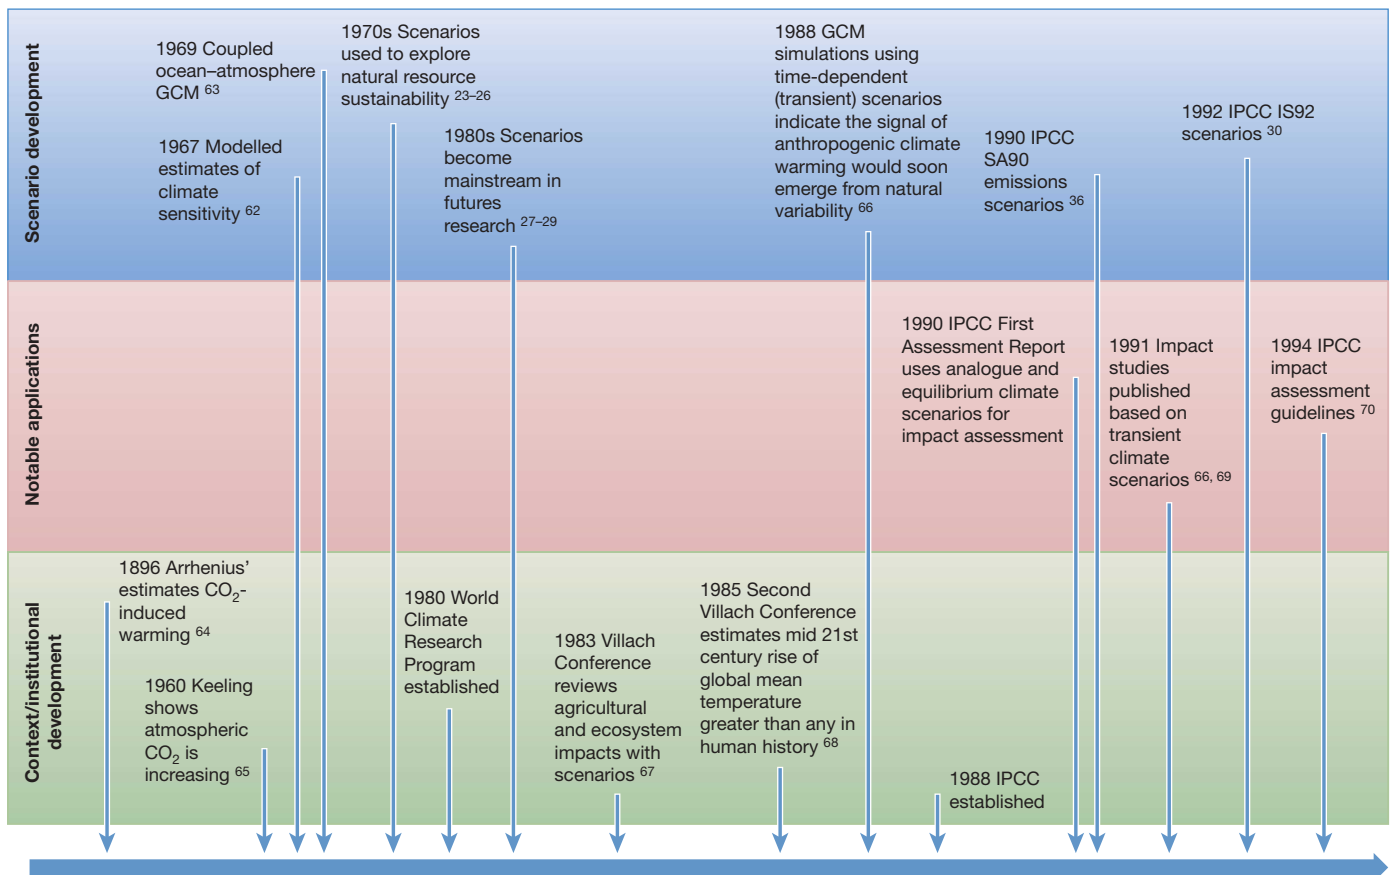 Scenario development
1969 Coupled
ocean–atmosphere
GCM 63
1967 Modelled
estimates of
climate
sensitivity 62
1970s Scenarios
used to explore
natural resource
sustainability 23–26
1980s Scenarios
become
mainstream in
futures
research 27–29
1988 GCM
simulations using
time-dependent
(transient) scenarios
indicate the signal of
anthropogenic climate
warming would soon
emerge from natural
variability 66
1990 IPCC
SA90
emissions
scenarios 36
1992 IPCC IS92
scenarios 30
Notable applications
1990 IPCC First
Assessment Report
uses analogue and
equilibrium climate
scenarios for
impact assessment
1991 Impact
studies
published
based on
transient
climate
scenarios 66, 69
1994 IPCC
impact
assessment
guidelines 70
Context/institutional
development
1896 Arrhenius’
estimates CO2-
induced
warming 64
1960 Keeling
shows
atmospheric
CO2 is
increasing 65
1980 World
Climate
Research
Program
established
1983 Villach
Conference
reviews
agricultural
and ecosystem
impacts with
scenarios 67
1985 Second
Villach Conference
estimates mid 21st
century rise of
global mean
temperature
greater than any in
human history 68
1988 IPCC
established